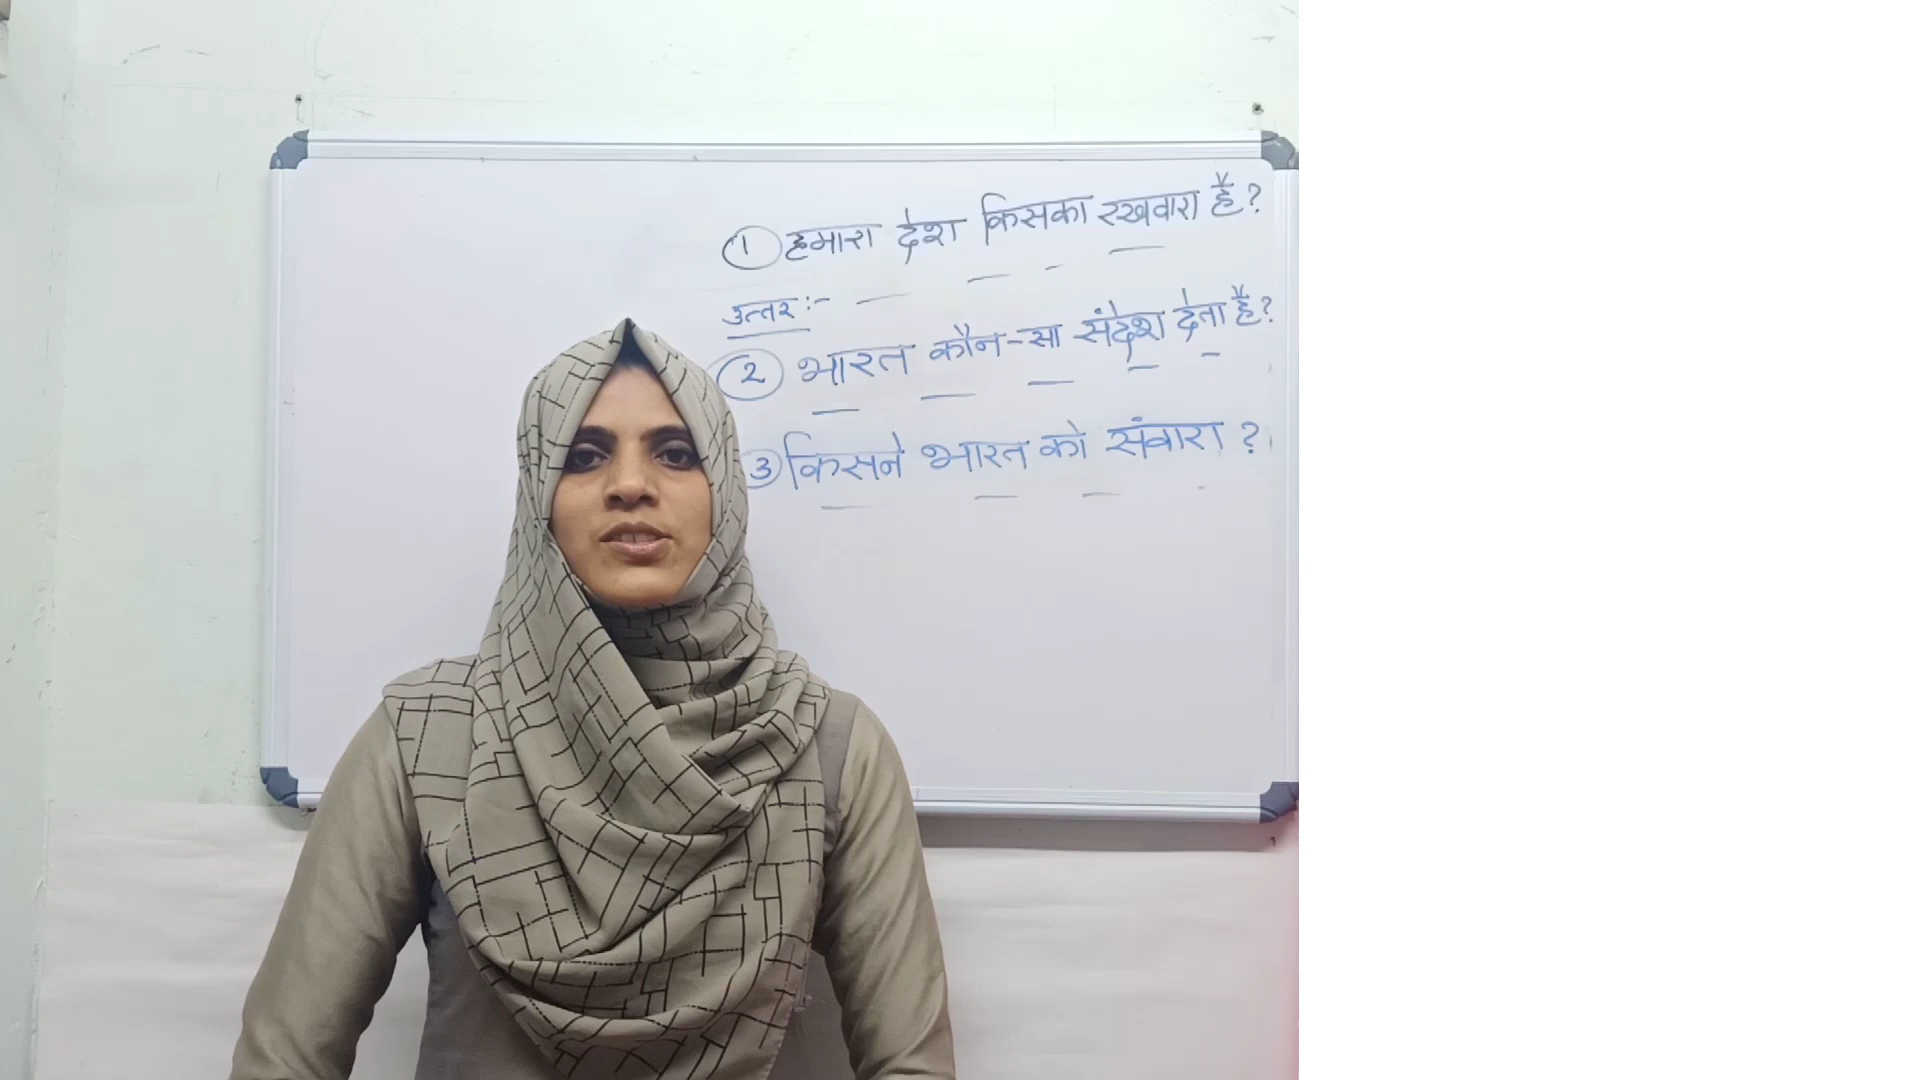 ① हमारा देश किसका रखवारा है ?
उत्तर :-
② भारत कौन-सा संदेश देता है ?
③ किसने भारत को संवारा ?